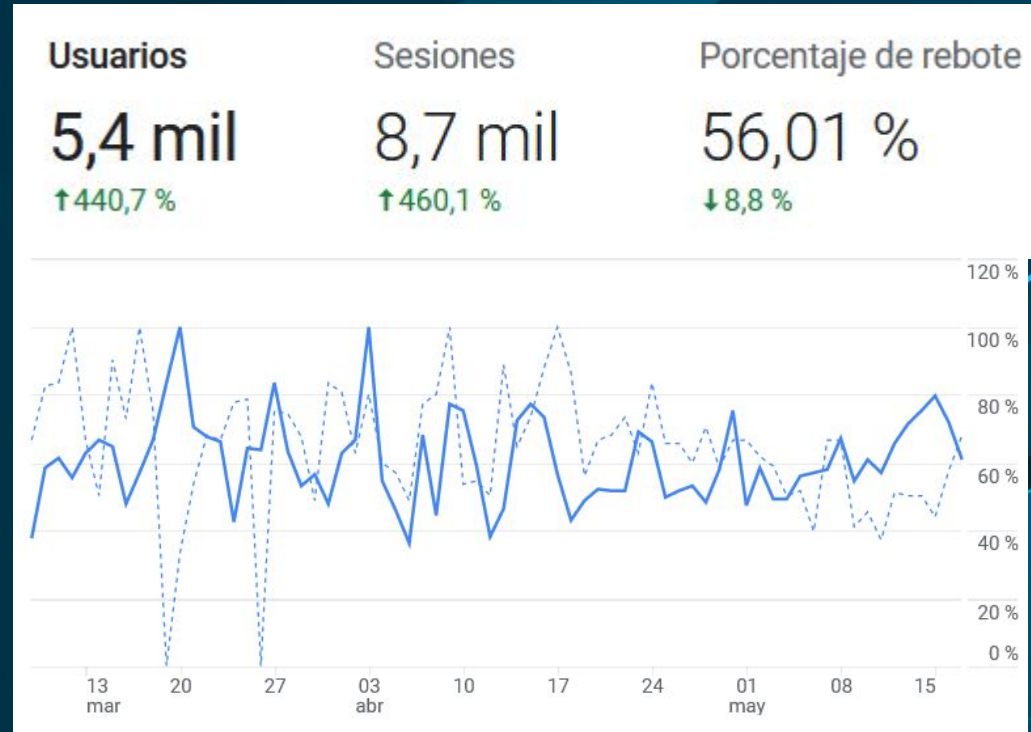 Usuarios Sesiones Porcentaje de rebote
5,4 mil 8,7 mil 56,01 %
↑440,7 % ↑460,1 % ↓8,8 %
120 %
100 %
80 %
60 %
40 %
20 %
0 %
13 20 27 03 10 17 24 01 08 15
mar abr may